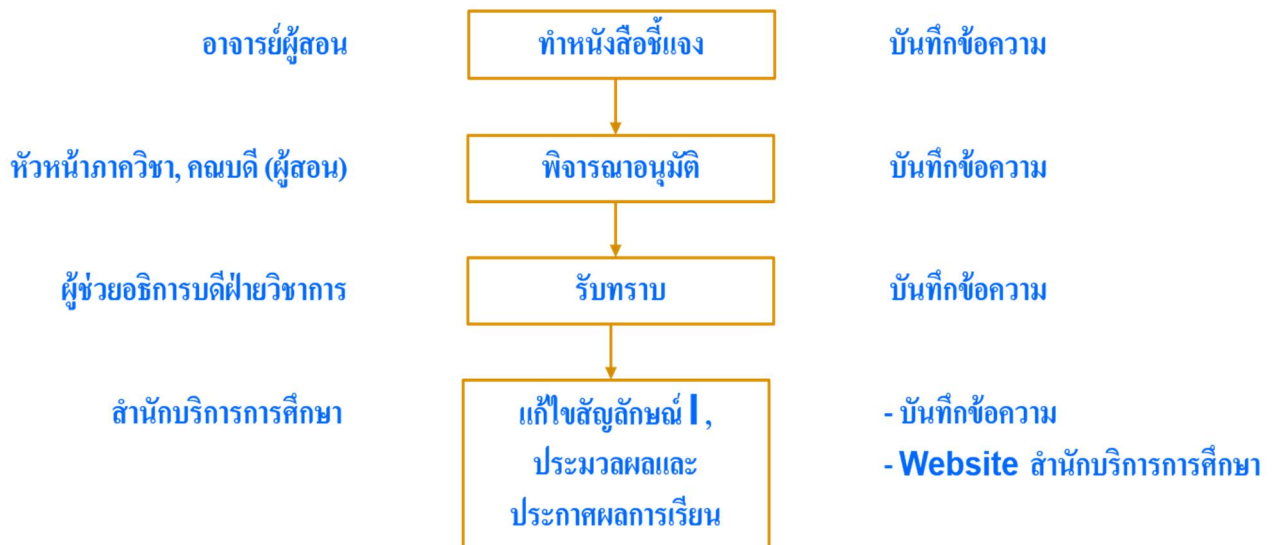 อาจารย์ผู้สอน ทำหนังสือชี้แจง บันทึกข้อความ
หัวหน้าภาควิชา, คณบดี (ผู้สอน) พิจารณาอนุมัติ บันทึกข้อความ
ผู้ช่วยอธิการบดีฝ่ายวิชาการ รับทราบ บันทึกข้อความ
สำนักบริการการศึกษา แก้ไขสัญลักษณ์ I , - บันทึกข้อความ
ประมวลผลและ - Website สำนักบริการการศึกษา
ประกาศผลการเรียน